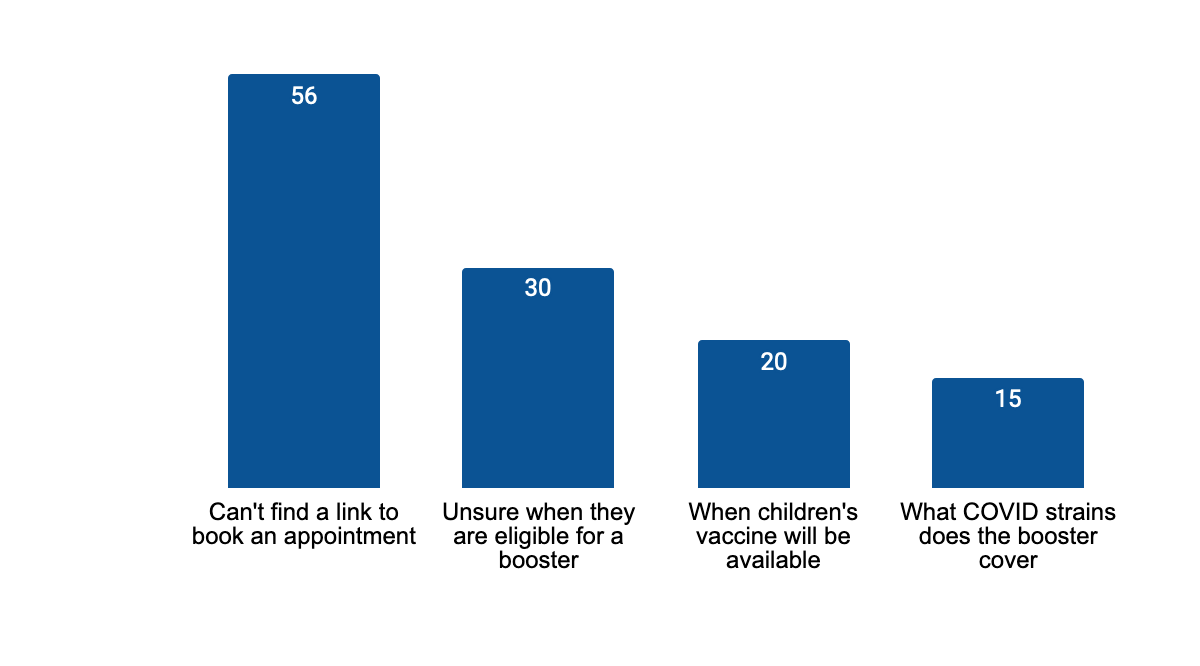 56
30
20
15
Can't find a link to
book an appointment
Unsure when they
are eligible for a
booster
When children's
vaccine will be
available
What COVID strains
does the booster
cover